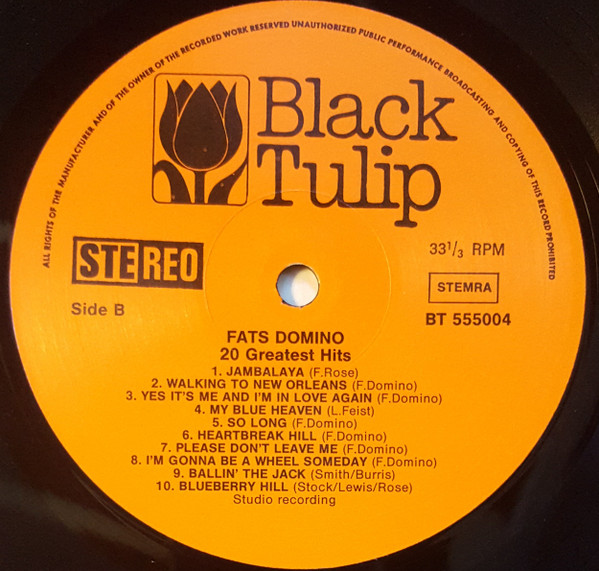 ALL RIGHTS OF THE MANUFACTURER AND OF THE OWNER OF THE RECORDED WORK RESERVED UNAUTHORIZED PUBLIC PERFORMANCE BROADCASTING AND COPYING OF THIS RECORD PROHIBITED
Black
Tulip
STEREO
33 1/3 RPM
STEMRA
Side B
BT 555004
FATS DOMINO
20 Greatest Hits
1. JAMBALAYA (F.Rose)
2. WALKING TO NEW ORLEANS (F.Domino)
3. YES IT'S ME AND I'M IN LOVE AGAIN (F.Domino)
4. MY BLUE HEAVEN (L.Feist)
5. SO LONG (F.Domino)
6. HEARTBREAK HILL (F.Domino)
7. PLEASE DON'T LEAVE ME (F.Domino)
8. I'M GONNA BE A WHEEL SOMEDAY (F.Domino)
9. BALLIN' THE JACK (Smith/Burris)
10. BLUEBERRY HILL (Stock/Lewis/Rose)
Studio recording